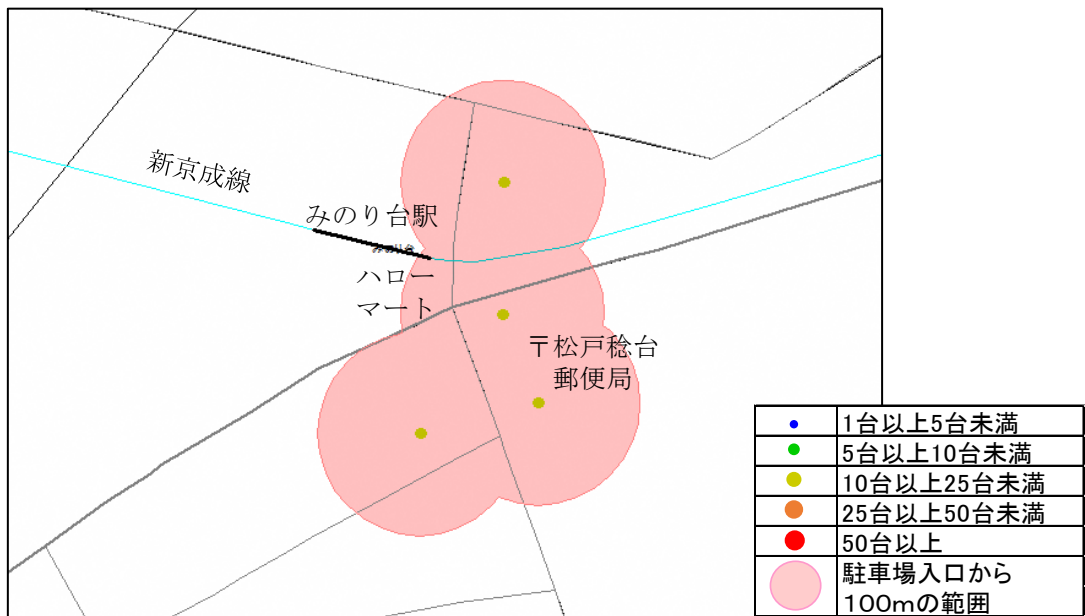 新京成線
みのり台駅
ハロー
マート
〒松戸稔台
郵便局
1台以上5台未満
5台以上10台未満
10台以上25台未満
25台以上50台未満
50台以上
駐車場入口から
100mの範囲